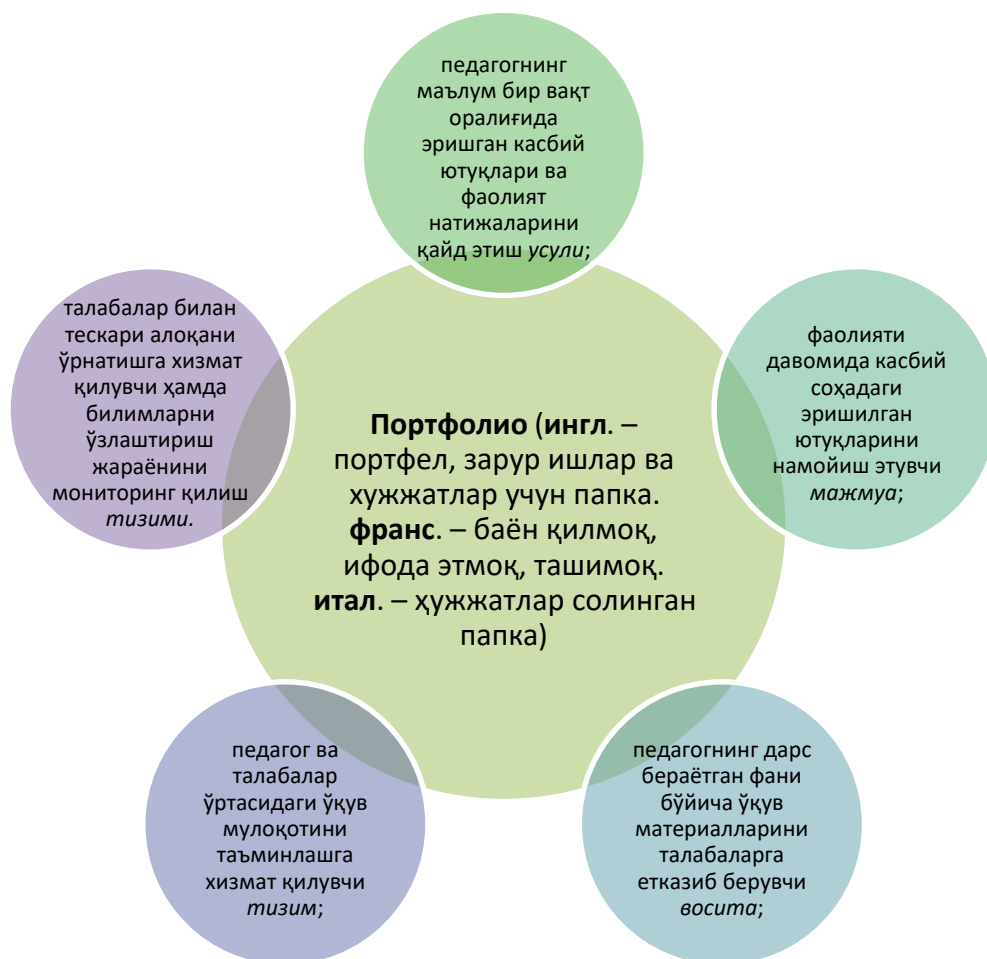 педагогнинг
маълум бир вақт
оралиғида
эришган касбий
ютуқлари ва
фаолият
натижаларини
қайд этиш усули;
фаолияти
давомида касбий
соҳадаги
эришилган
ютуқларини
намойиш этувчи
мажмуа;
педагогнинг дарс
бераётган фани
бўйича ўқув
материалларини
талабаларга
етказиб берувчи
восита;
педагог ва
талабалар
ўртасидаги ўқув
мулоқотини
таъминлашга
хизмат қилувчи
тизим;
талабалар билан
тескари алоқани
ўрнатишга хизмат
қилувчи ҳамда
билимларни
ўзлаштириш
жараёнини
мониторинг қилиш
тизими.
Портфолио (ингл. –
портфел, зарур ишлар ва
хужжатлар учун папка.
франс. – баён қилмоқ,
ифода этмоқ, ташимоқ.
итал. – ҳужжатлар солинган
папка)